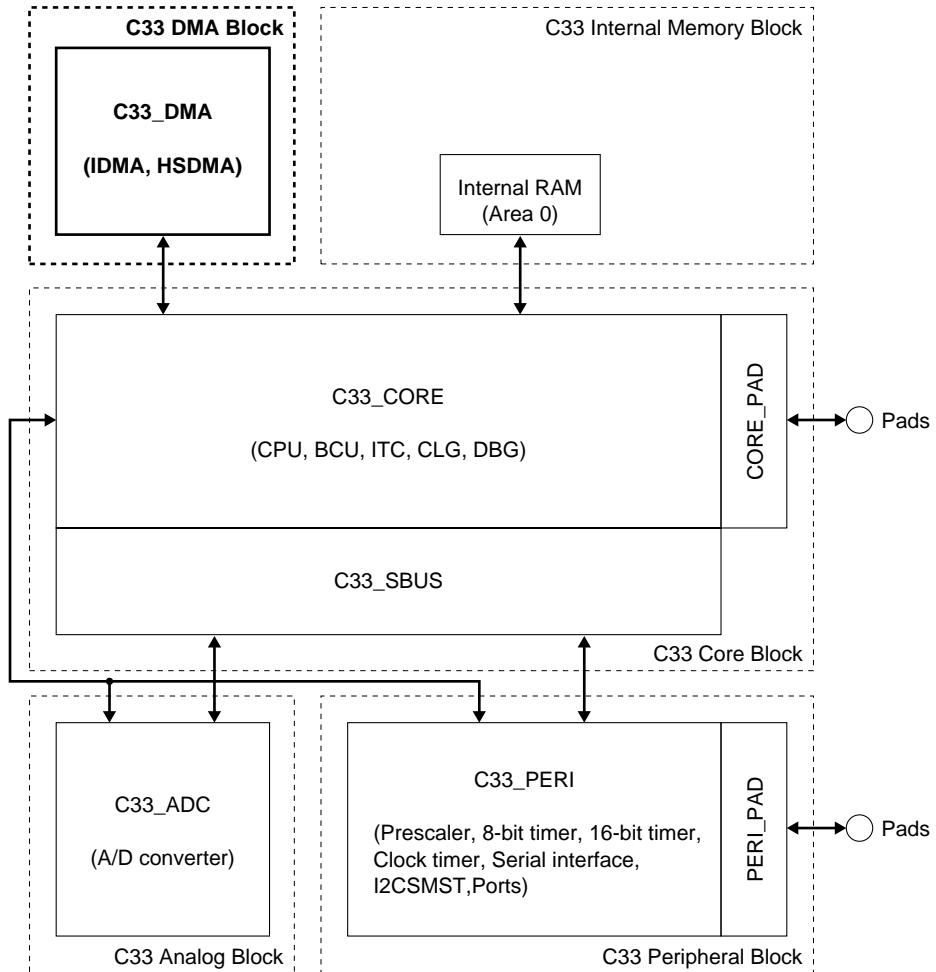 C33 DMA Block
C33 Internal Memory Block
C33_DMA
(IDMA, HSDMA)
Internal RAM
(Area 0)
C33_CORE
(CPU, BCU, ITC, CLG, DBG)
CORE_PAD
Pads
C33_SBUS
C33 Core Block
C33_ADC
(A/D converter)
C33_PERI
(Prescaler, 8-bit timer, 16-bit timer,
Clock timer, Serial interface,
I2CSMST,Ports)
PERI_PAD
Pads
C33 Analog Block
C33 Peripheral Block